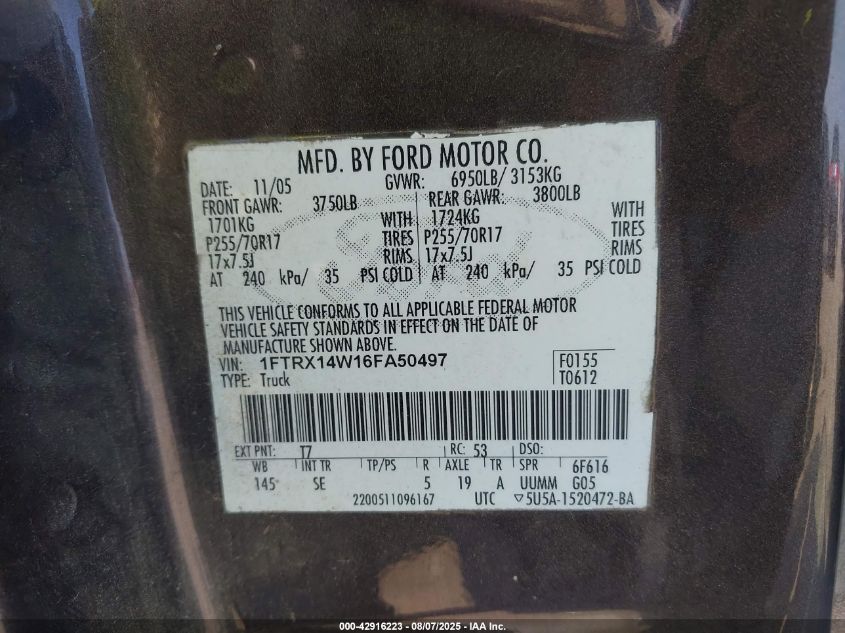 MFD. BY FORD MOTOR CO.
DATE: 11/05 GVWR: 6950LB/ 3153KG
FRONT GAWR: 3750LB REAR GAWR: 3800LB
1701KG WITH 1724KG WITH
P255/70R17 TIRES P255/70R17 TIRES
17x7.5J RIMS 17x7.5J RIMS
AT 240 kPa/ 35 PSI COLD AT 240 kPa/ 35 PSI COLD
THIS VEHICLE CONFORMS TO ALL APPLICABLE FEDERAL MOTOR
VEHICLE SAFETY STANDARDS IN EFFECT ON THE DATE OF
MANUFACTURE SHOWN ABOVE.
VIN: 1FTRX14W16FA50497 F0155
TYPE: Truck T0612
EXT PNT: T7 RC: 53 DSO:
WB INT TR TP/PS R AXLE TR SPR 6F616
145" SE 5 19 A UUMM G05
2200511096167 UTC ▽5U5A-1520472-BA
000-42916223 - 08/07/2025 - IAA Inc.